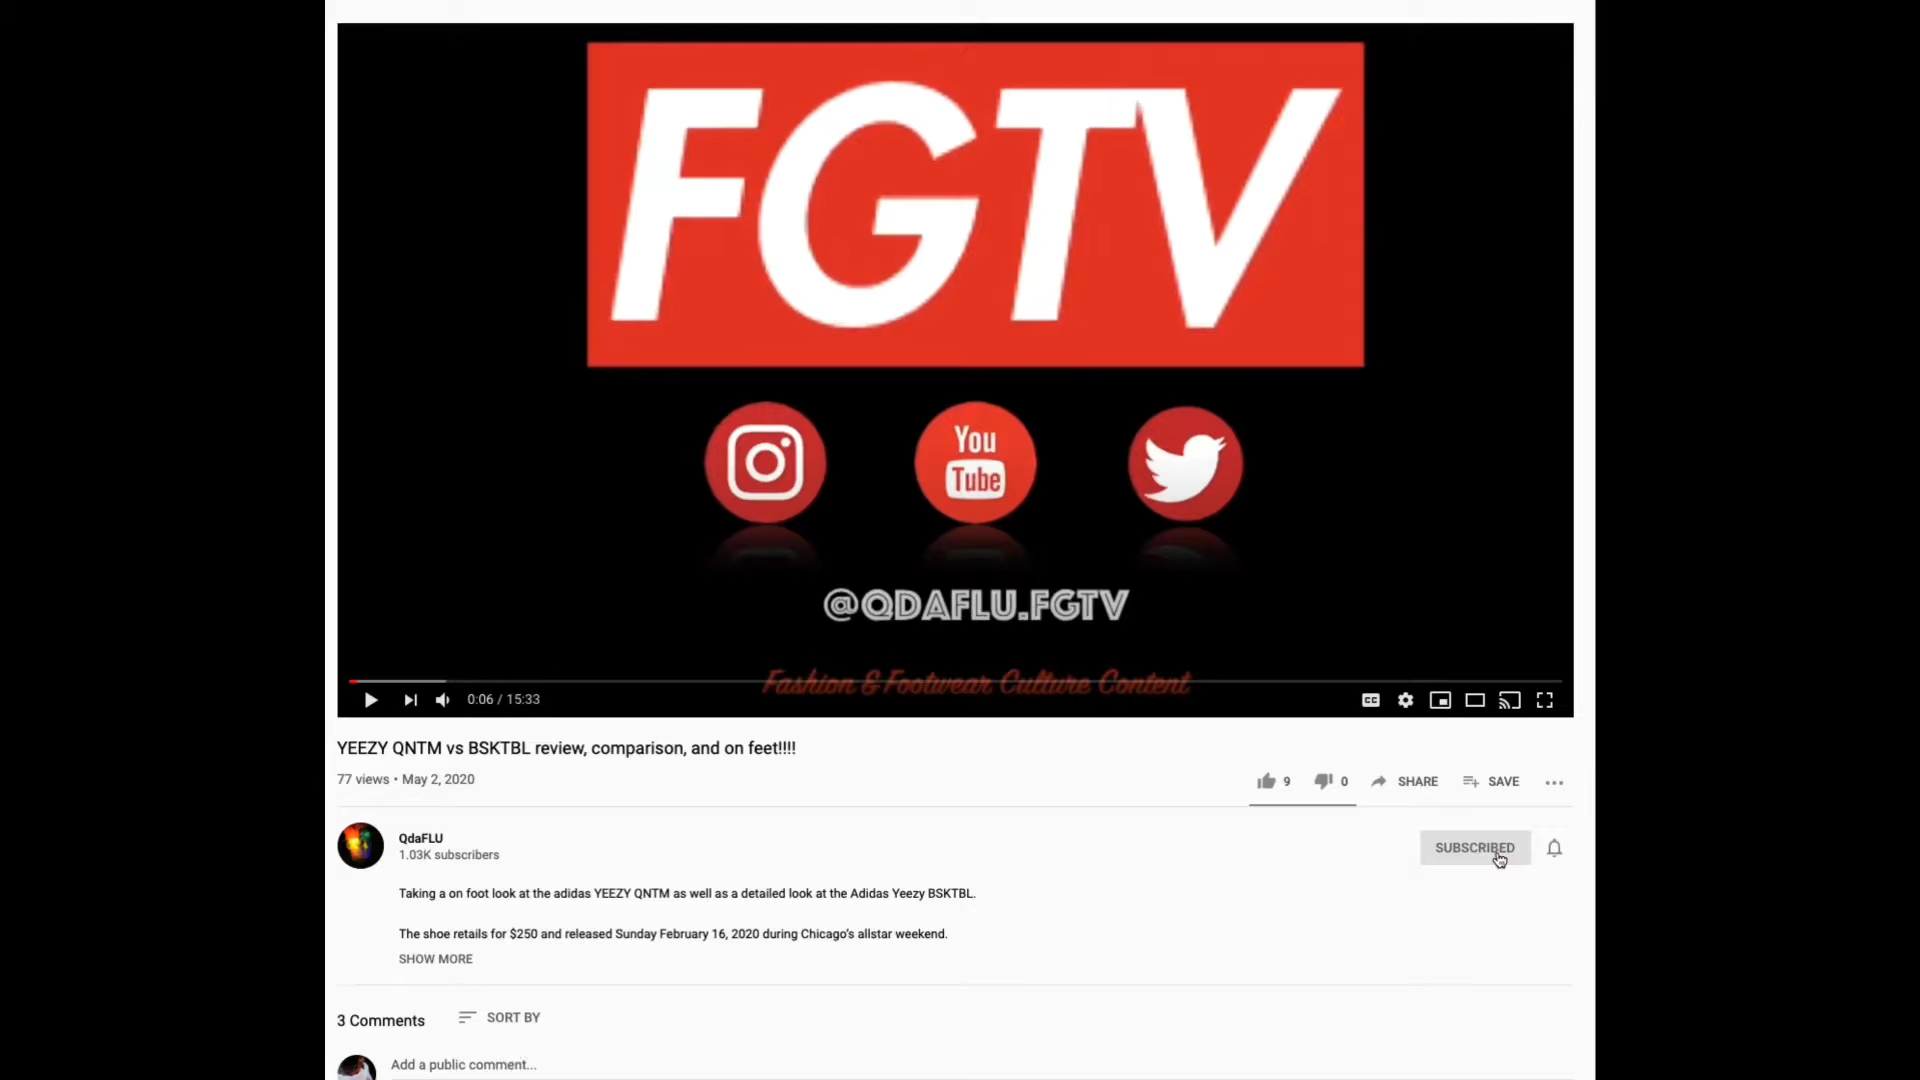 FGTV
You
Tube
@QDAFLU.FGTV
Fashion & Footwear Culture Content
0:06 / 15:33
CC
YEEZY QNTM vs BSKTBL review, comparison, and on feet!!!!
77 views • May 2, 2020
9
0
SHARE
SAVE
QdaFLU
1.03K subscribers
SUBSCRIBED
Taking a on foot look at the adidas YEEZY QNTM as well as a detailed look at the Adidas Yeezy BSKTBL.
The shoe retails for $250 and released Sunday February 16, 2020 during Chicago's allstar weekend.
SHOW MORE
3 Comments
SORT BY
Add a public comment...